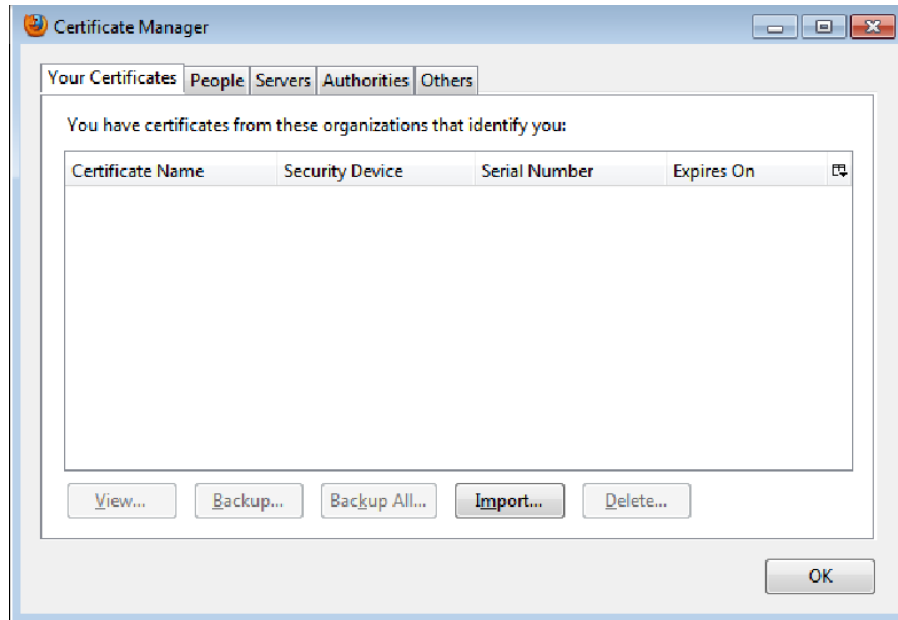 Certificate Manager
Your Certificates People Servers Authorities Others
You have certificates from these organizations that identify you:
Certificate Name Security Device Serial Number Expires On
View... Backup... Backup All... Import... Delete...
OK